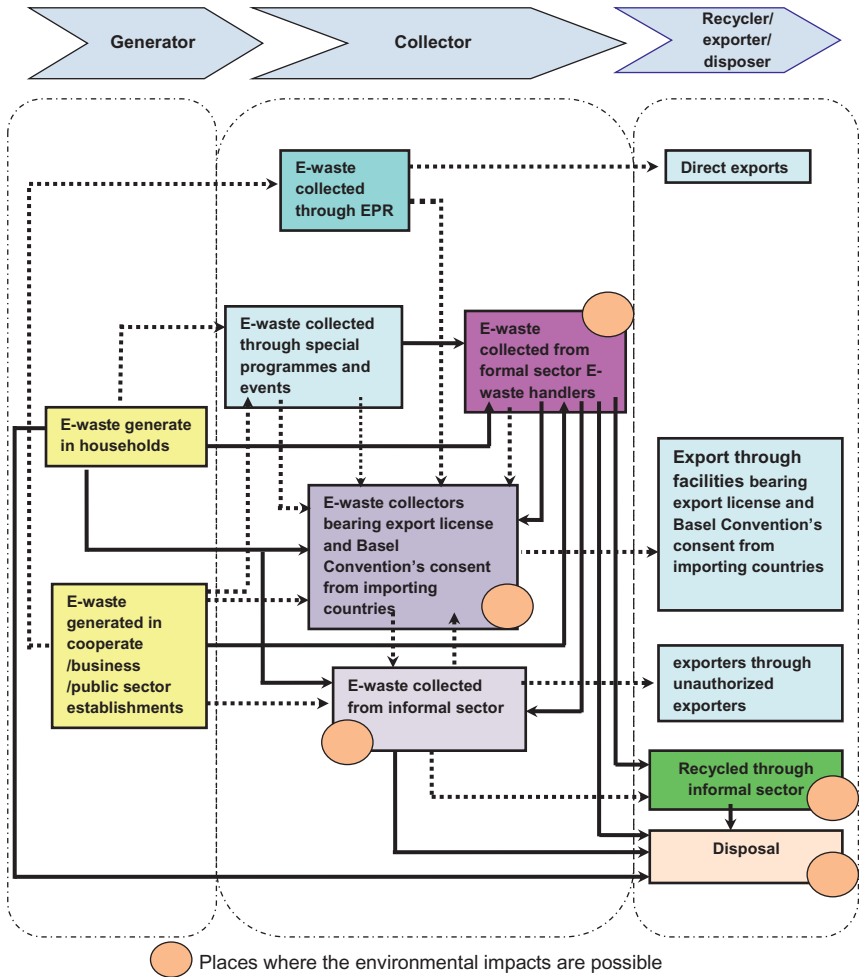 Generator
Collector
Recycler/
exporter/
disposer
E-waste
collected
through EPR
Direct exports
E-waste collected
through special
programmes and
events
E-waste
collected from
formal sector E-
waste handlers
E-waste generate
in households
Export through
facilities bearing
export license and
Basel Convention's
consent from
importing countries
E-waste collectors
bearing export license
and Basel
Convention's consent
from importing
countries
E-waste
generated in
cooperate
/business
/public sector
establishments
E-waste collected
from informal sector
exporters through
unauthorized
exporters
Recycled through
informal sector
Disposal
Places where the environmental impacts are possible